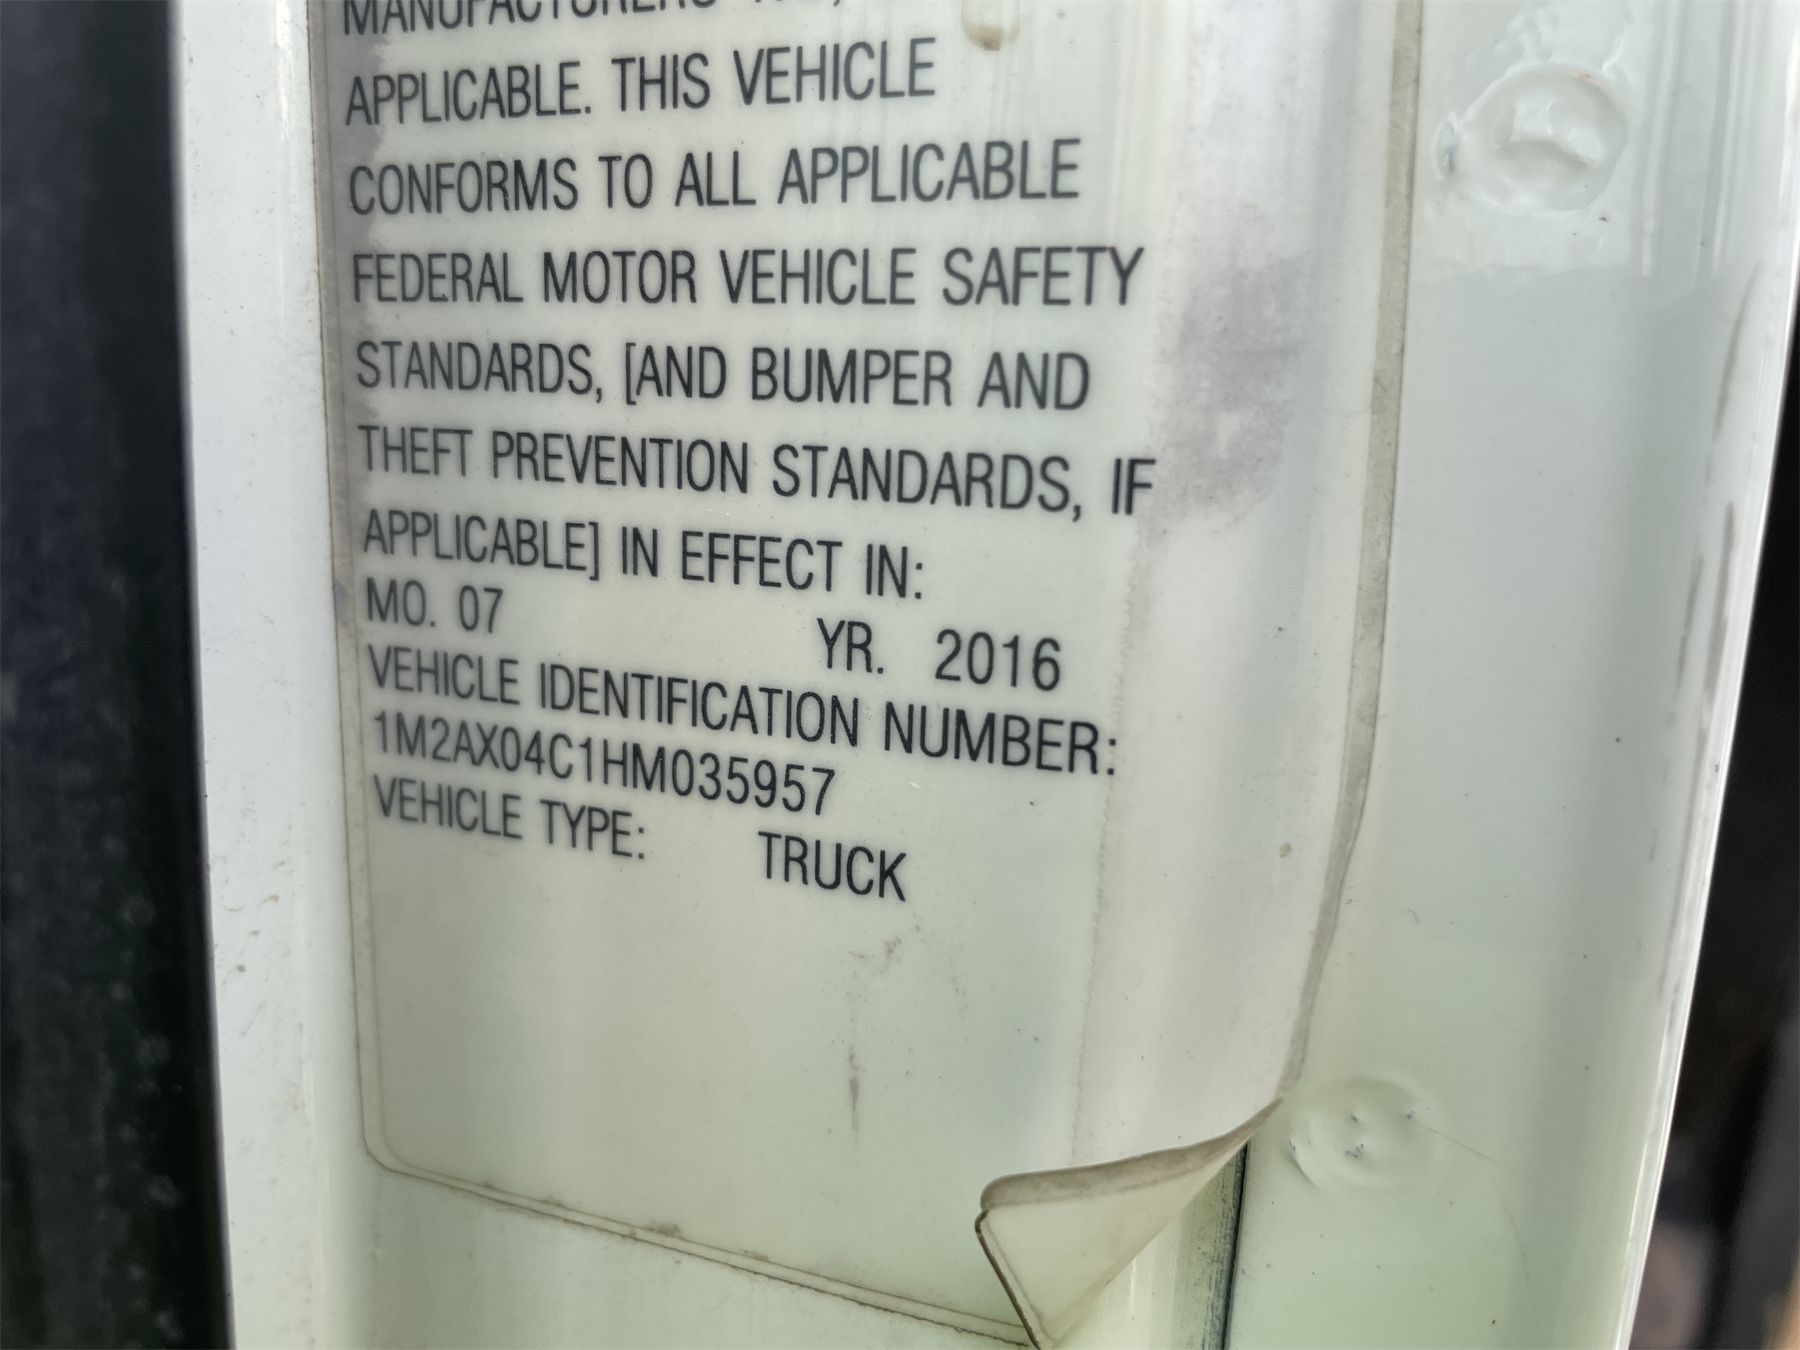 MANUFACTURERS
APPLICABLE. THIS VEHICLE
CONFORMS TO ALL APPLICABLE
FEDERAL MOTOR VEHICLE SAFETY
STANDARDS, [AND BUMPER AND
THEFT PREVENTION STANDARDS, IF
APPLICABLE] IN EFFECT IN:
MO. 07 YR. 2016
VEHICLE IDENTIFICATION NUMBER:
1M2AX04C1HM035957
VEHICLE TYPE: TRUCK